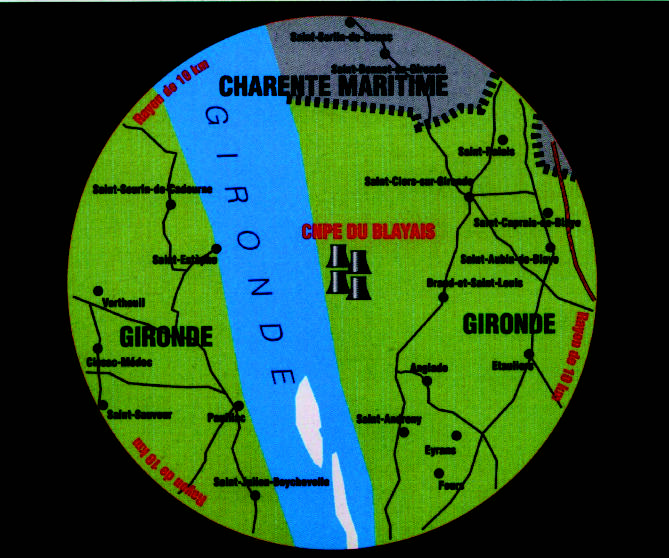 Saint-Sorlin-de-Conac
Saint-Bonnet-de-Gironde
CHARENTE MARITIME
Rayon de 10 km
GIRONDE
Saint-Palais
Saint-Ciers-sur-Gironde
Saint-Seurin-de-Cadourne
Saint-Caprais-de-Blaye
CNPE DU BLAYAIS
Saint-Estèphe
Saint-Aubin-de-Blaye
Braud-et-Saint-Louis
Vertheuil
GIRONDE
GIRONDE
Rayon de 10 km
Cissac-Médoc
Etauliers
Anglade
Saint-Sauveur
Pauillac
Saint-Androny
Eyrans
Rayon de 10 km
Saint-Julien-Beychevelle
Fours